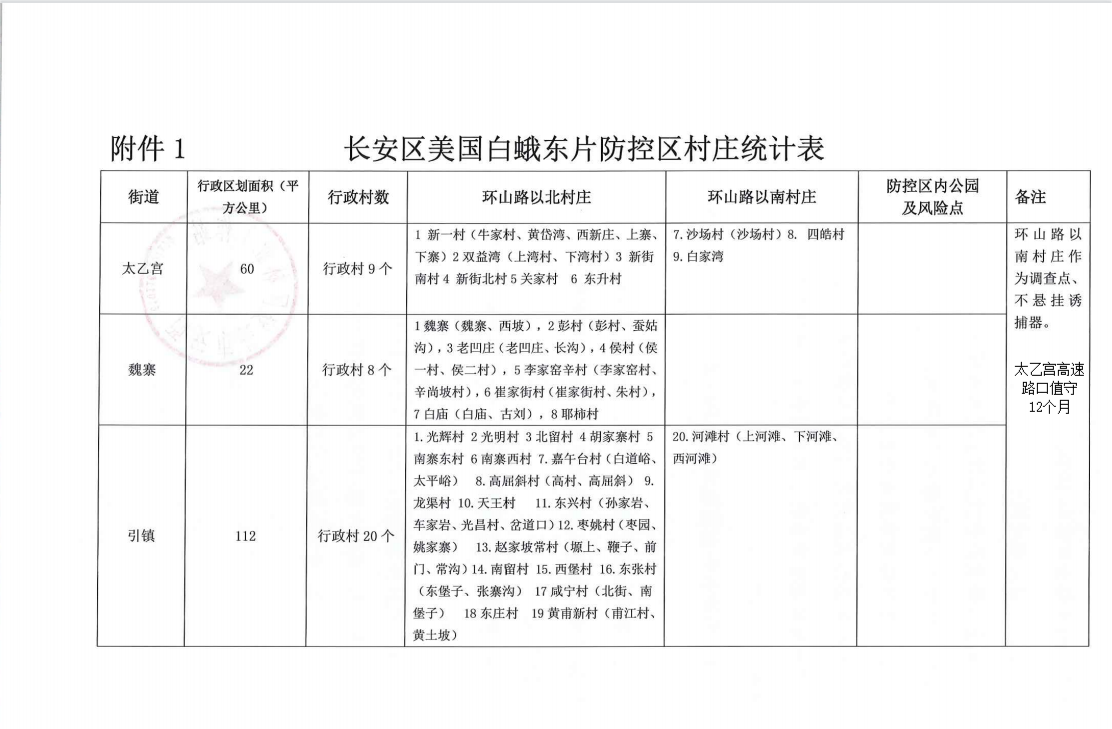 附件 1
长安区美国白蛾东片防控区村庄统计表
街道
行政区划面积（平
方公里）
行政村数
环山路以北村庄
环山路以南村庄
防控区内公园
及风险点
备注
太乙宫
60
行政村 9 个
1 新一村（牛家村、黄岱湾、西新庄、上寨、
下寨）2 双益湾（上湾村、下湾村）3 新街
南村 4 新街北村 5 关家村 6 东升村
7.沙场村（沙场村）8. 四皓村
9.白家湾
环山路以
南村庄作
为调查点、
不悬挂诱
捕器。
太乙宫高速
路口值守
12个月
魏寨
22
行政村 8 个
1 魏寨（魏寨、西坡），2 彭村（彭村、蚕姑
沟），3 老凹庄（老凹庄、长沟），4 侯村（侯
一村、侯二村），5 李家窑辛村（李家窑村、
辛尚坡村），6 崔家街村（崔家街村、朱村），
7 白庙（白庙、古刘），8 耶柿村
引镇
112
行政村 20 个
1.光辉村 2 光明村 3 北留村 4 胡家寨村 5
南寨东村 6 南寨西村 7.嘉午台村（白道峪、
太平峪） 8.高屈斜村（高村、高屈斜） 9.
龙渠村 10.天王村 11.东兴村（孙家岩、
车家岩、光昌村、岔道口）12.枣姚村（枣园、
姚家寨） 13.赵家坡常村（塬上、鞭子、前
门、常沟）14.南留村 15.西堡村 16.东张村
（东堡子、张寨沟） 17 咸宁村（北街、南
堡子） 18 东庄村 19 黄甫新村（甫江村、
黄土坡）
20.河滩村（上河滩、下河滩、
西河滩）